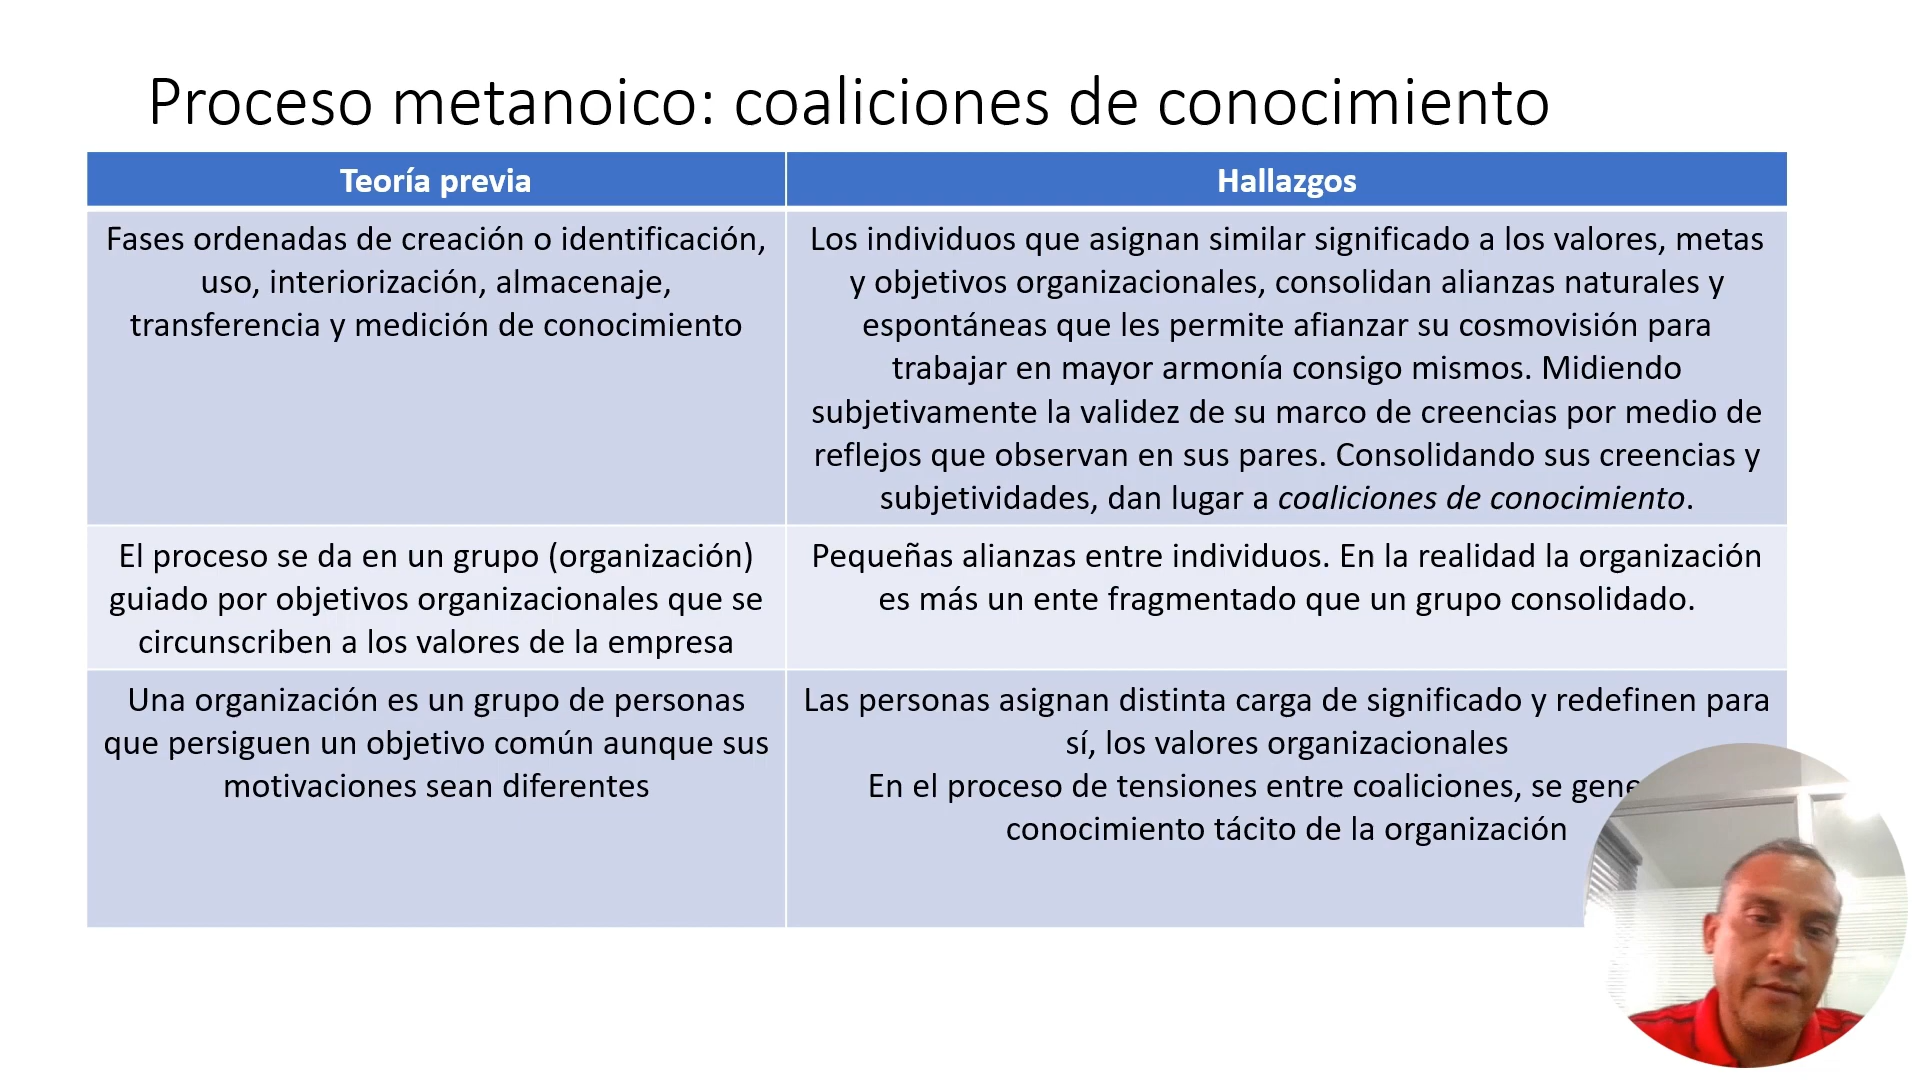 Proceso metanoico: coaliciones de conocimiento
Teoría previa
Hallazgos
Fases ordenadas de creación o identificación,
uso, interiorización, almacenaje,
transferencia y medición de conocimiento
Los individuos que asignan similar significado a los valores, metas
y objetivos organizacionales, consolidan alianzas naturales y
espontáneas que les permite afianzar su cosmovisión para
trabajar en mayor armonía consigo mismos. Midiendo
subjetivamente la validez de su marco de creencias por medio de
reflejos que observan en sus pares. Consolidando sus creencias y
subjetividades, dan lugar a coaliciones de conocimiento.
El proceso se da en un grupo (organización)
guiado por objetivos organizacionales que se
circunscriben a los valores de la empresa
Pequeñas alianzas entre individuos. En la realidad la organización
es más un ente fragmentado que un grupo consolidado.
Una organización es un grupo de personas
que persiguen un objetivo común aunque sus
motivaciones sean diferentes
Las personas asignan distinta carga de significado y redefinen para
sí, los valores organizacionales
En el proceso de tensiones entre coaliciones, se
conocimiento tácito de la organización